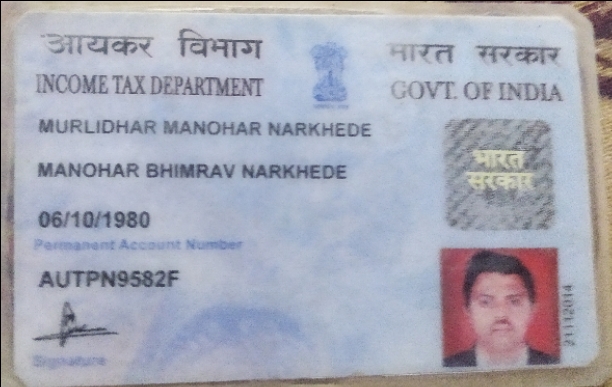 आयकर विभाग
भारत सरकार
INCOME TAX DEPARTMENT
GOVT. OF INDIA
MURLIDHAR MANOHAR NARKHEDE
MANOHAR BHIMRAV NARKHEDE
भारत
सरकार
06/10/1980
Permanent Account Number
AUTPN9582F
Signature
21112014